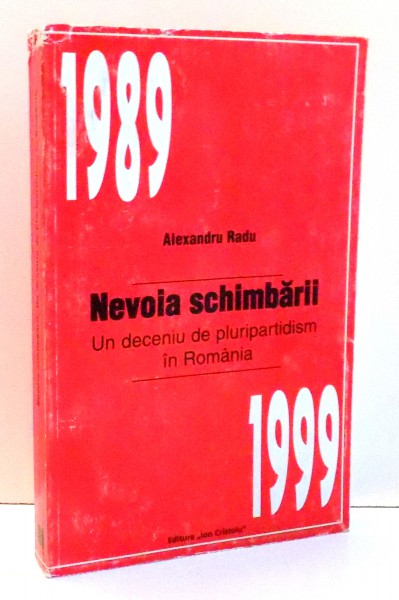 1989
Alexandru Radu
Nevoia schimbării
Un deceniu de pluripartidism
în România
1999
Editura „Ion Cristoiu"